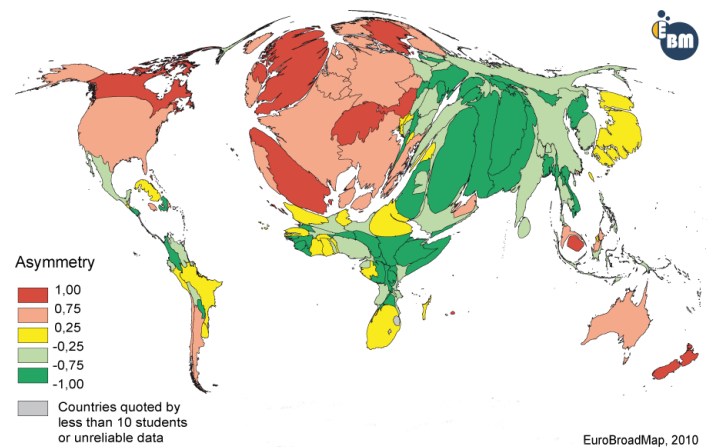 E
BM
Asymmetry
1,00
0,75
0,25
-0,25
-0,75
-1,00
Countries quoted by
less than 10 students
or unreliable data
EuroBroadMap, 2010